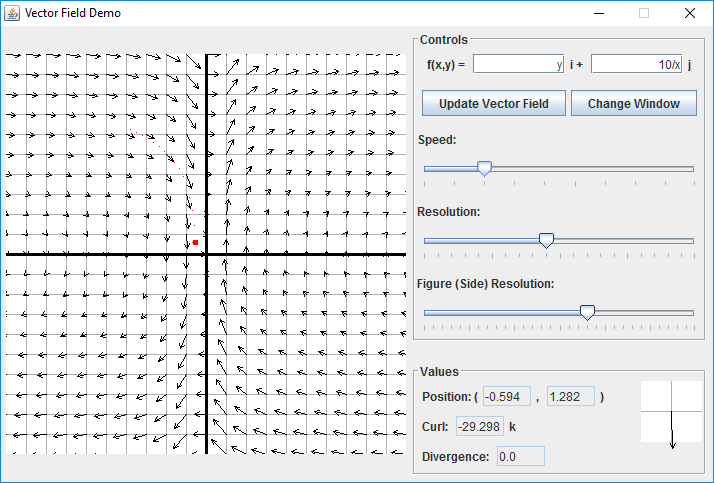 Vector Field Demo
Controls
f(x,y) = y i + 10/x j
Update Vector Field Change Window
Speed:
Resolution:
Figure (Side) Resolution:
Values
Position: ( -0.594 , 1.282 )
Curl: -29.298 k
Divergence: 0.0